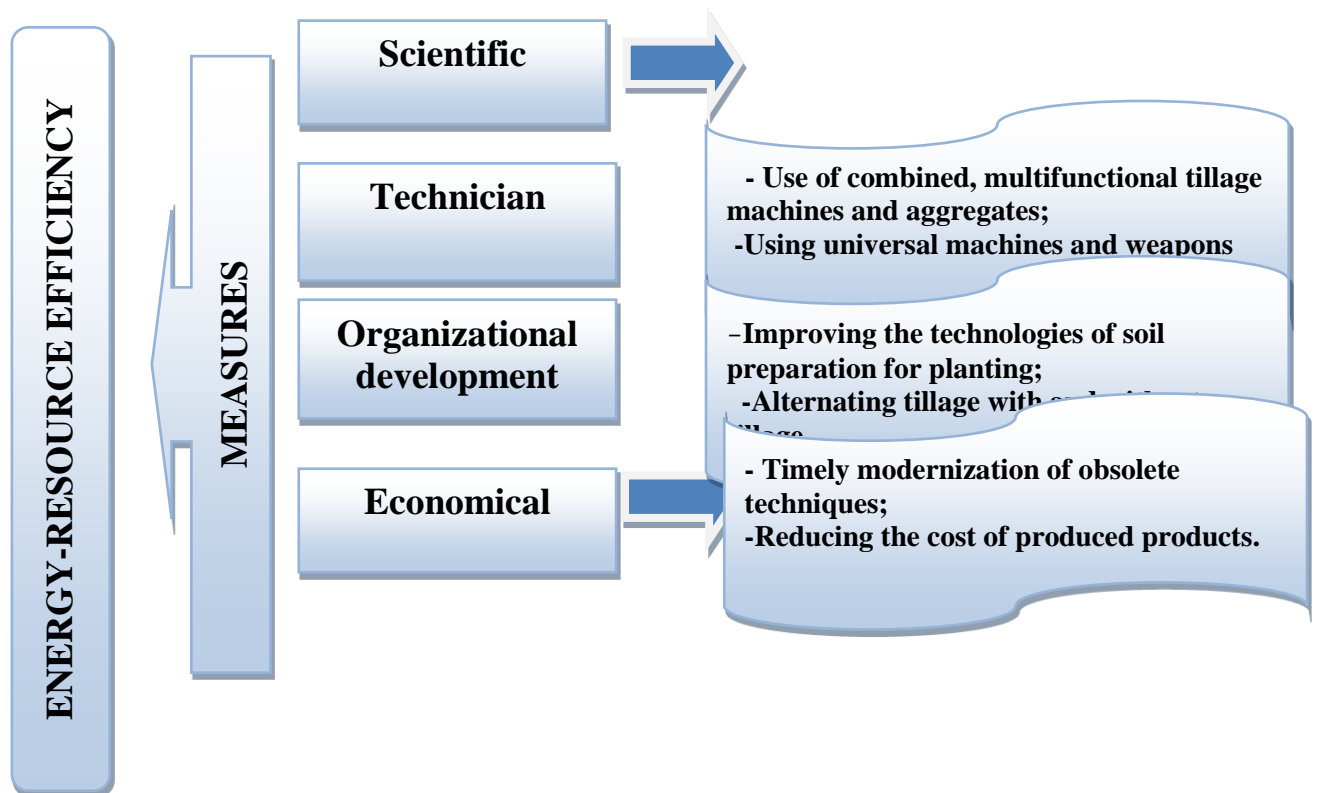 ENERGY-RESOURCE EFFICIENCY
MEASURES
Scientific
Technician
Organizational
development
Economical
- Use of combined, multifunctional tillage
machines and aggregates;
-Using universal machines and weapons
-Improving the technologies of soil
preparation for planting;
-Alternating tillage with
- Timely modernization of obsolete
techniques;
-Reducing the cost of produced products.